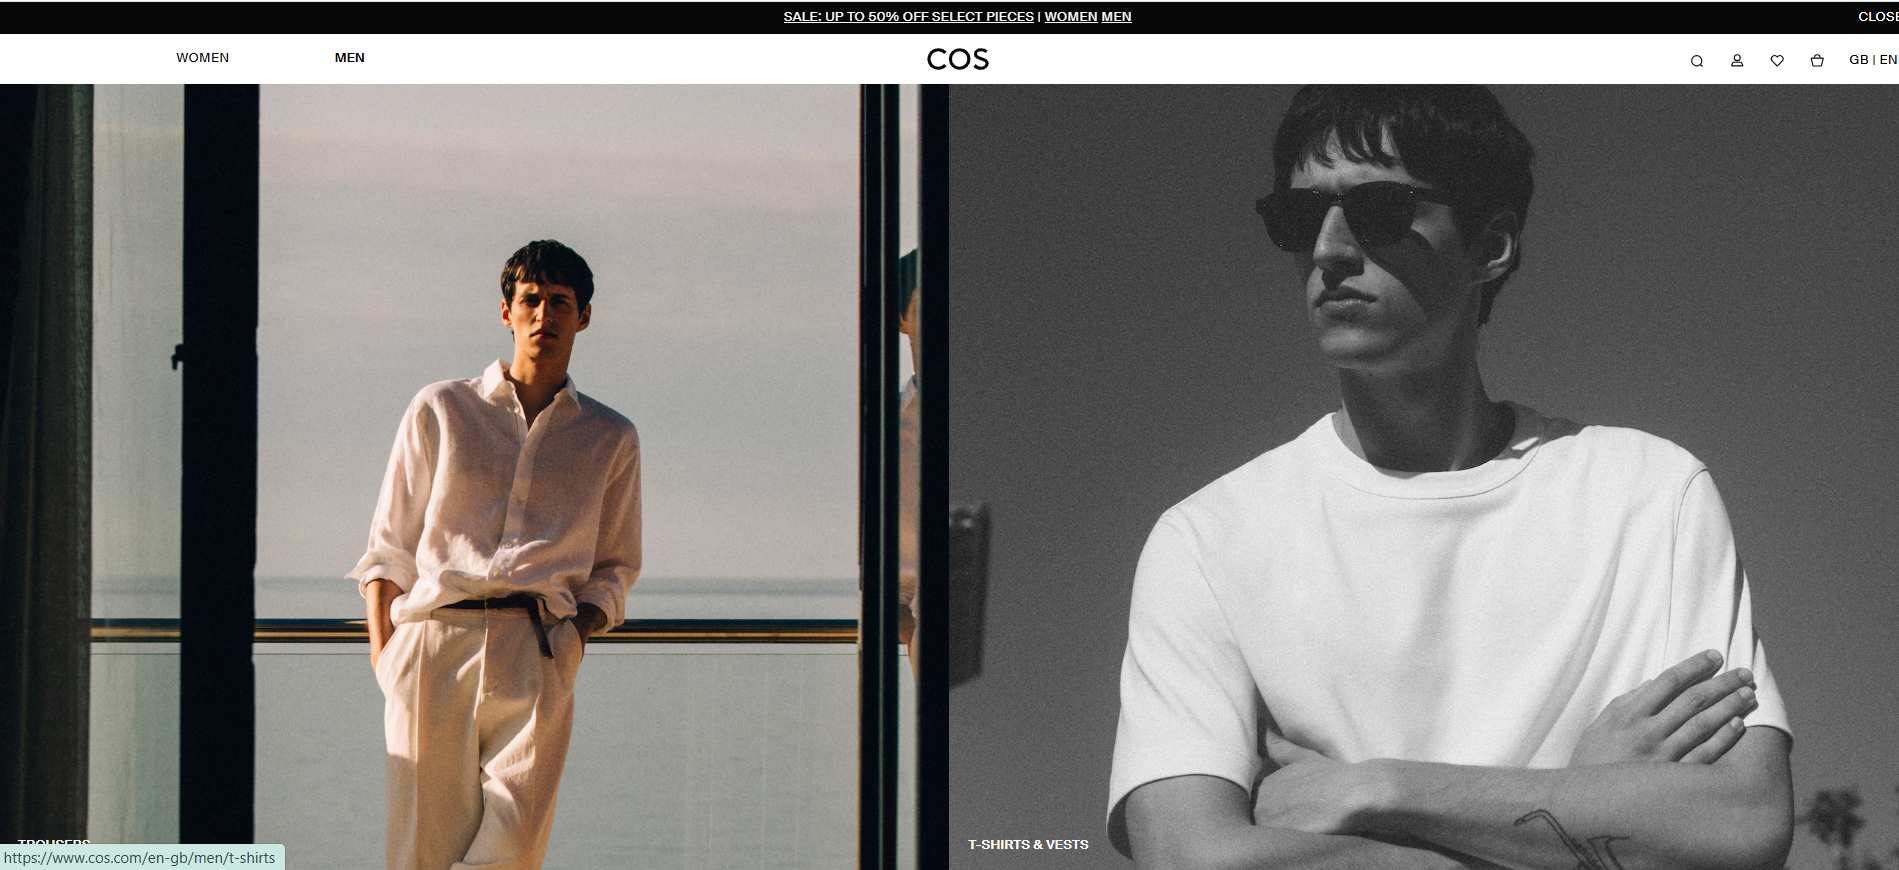 SALE: UP TO 50% OFF SELECT PIECES | WOMEN MEN
CLOSE
WOMEN
MEN
COS
GB | EN
TROUSERS
T-SHIRTS & VESTS
https://www.cos.com/en-gb/men/t-shirts